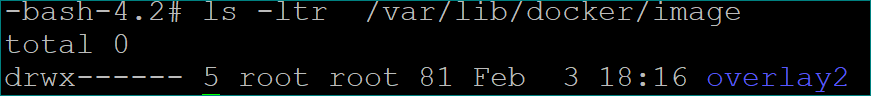 -bash-4.2# ls -ltr  /var/lib/docker/image
total 0
drwx------ 5 root root 81 Feb  3 18:16 overlay2